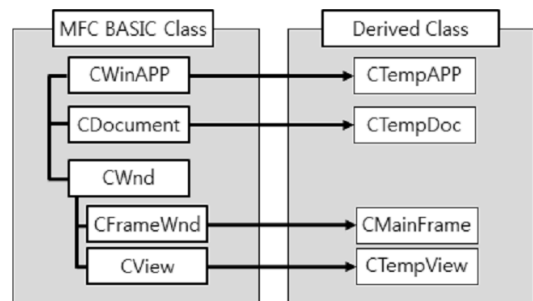 MFC BASIC Class
Derived Class
CWinAPP
CTempAPP
CDocument
CTempDoc
CWnd
CFrameWnd
CMainFrame
CView
CTempView